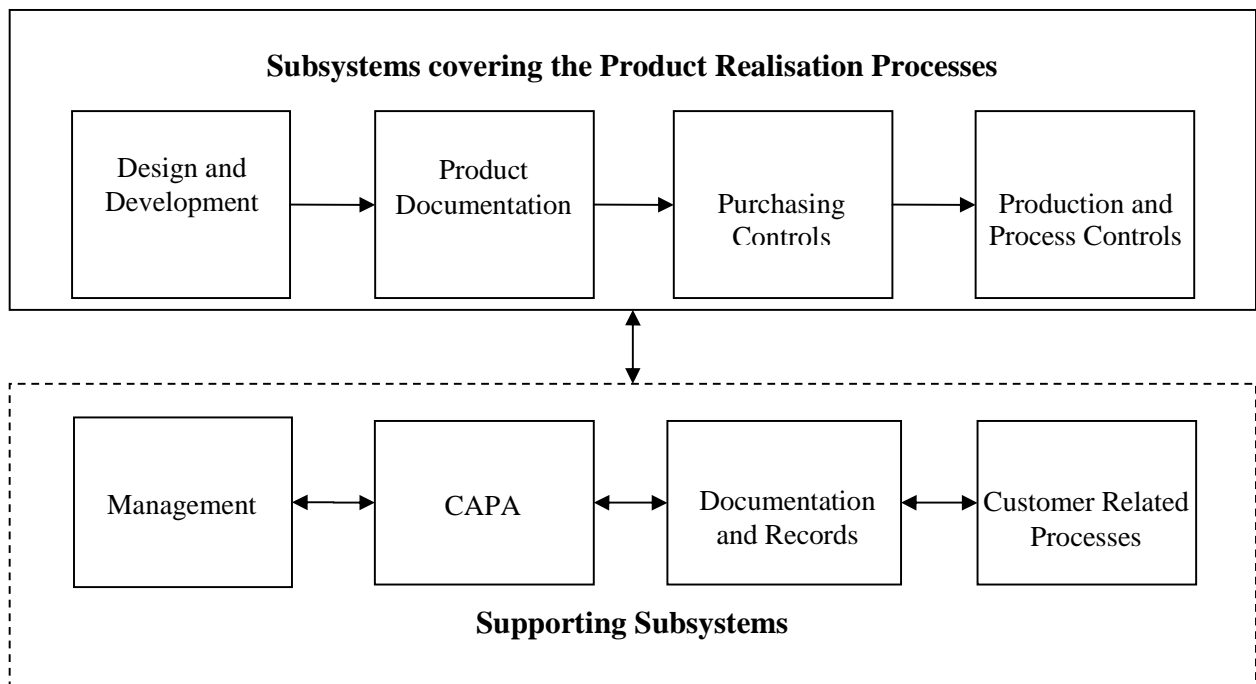 Subsystems covering the Product Realisation Processes
Design and
Development
Product
Documentation
Purchasing
Controls
Production and
Process Controls
Management
CAPA
Documentation
and Records
Customer Related
Processes
Supporting Subsystems